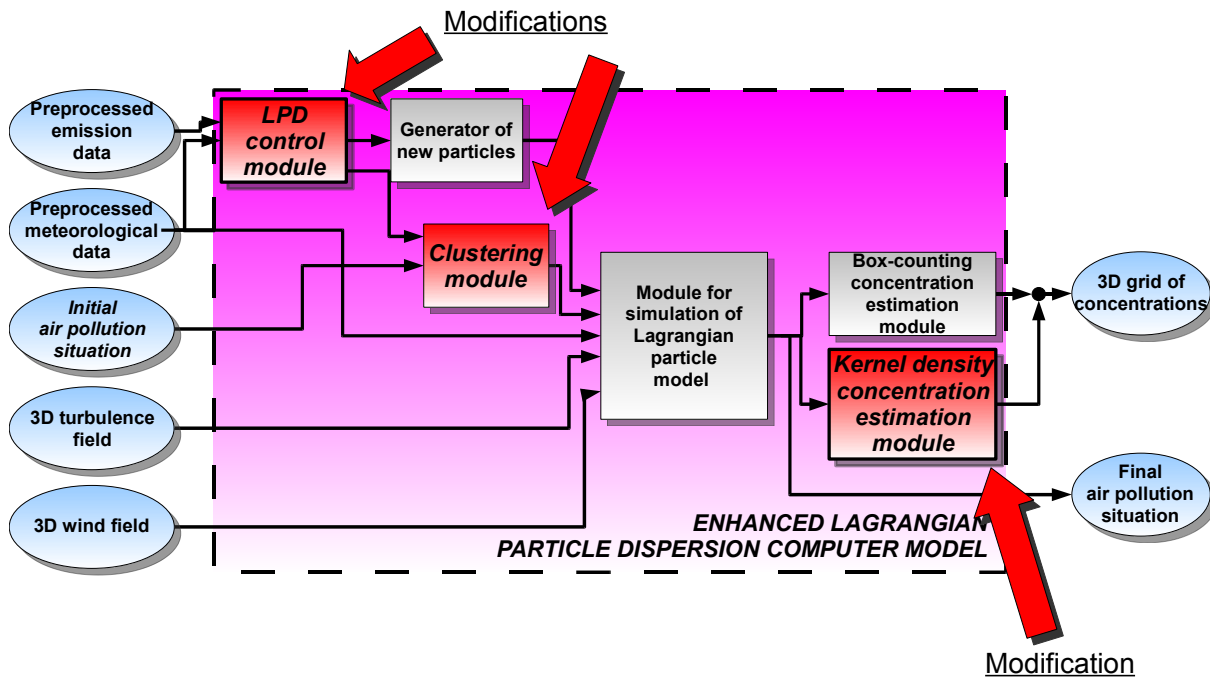 Modifications
Preprocessed
emission
data
LPD
control
module
Generator of
new particles
Preprocessed
meteorological
data
Clustering
module
Initial
air pollution
situation
Module for
simulation of
Lagrangian
particle
model
Box-counting
concentration
estimation
module
3D grid of
concentrations
Kernel density
concentration
estimation
module
3D turbulence
field
3D wind field
Final
air pollution
situation
ENHANCED LAGRANGIAN
PARTICLE DISPERSION COMPUTER MODEL
Modification